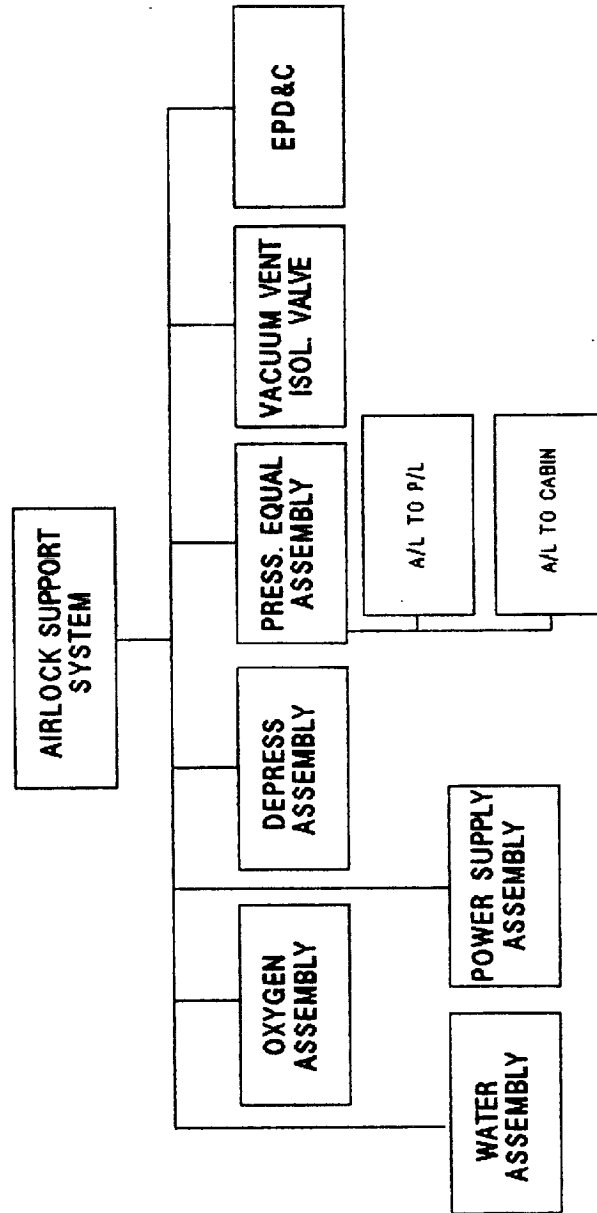 AIRLOCK SUPPORT
SYSTEM
OXYGEN
ASSEMBLY
DEPRESS
ASSEMBLY
PRESS. EQUAL
ASSEMBLY
VACUUM VENT
ISOL. VALVE
EPD&C
A/L TO P/L
A/L TO CABIN
WATER
ASSEMBLY
POWER SUPPLY
ASSEMBLY